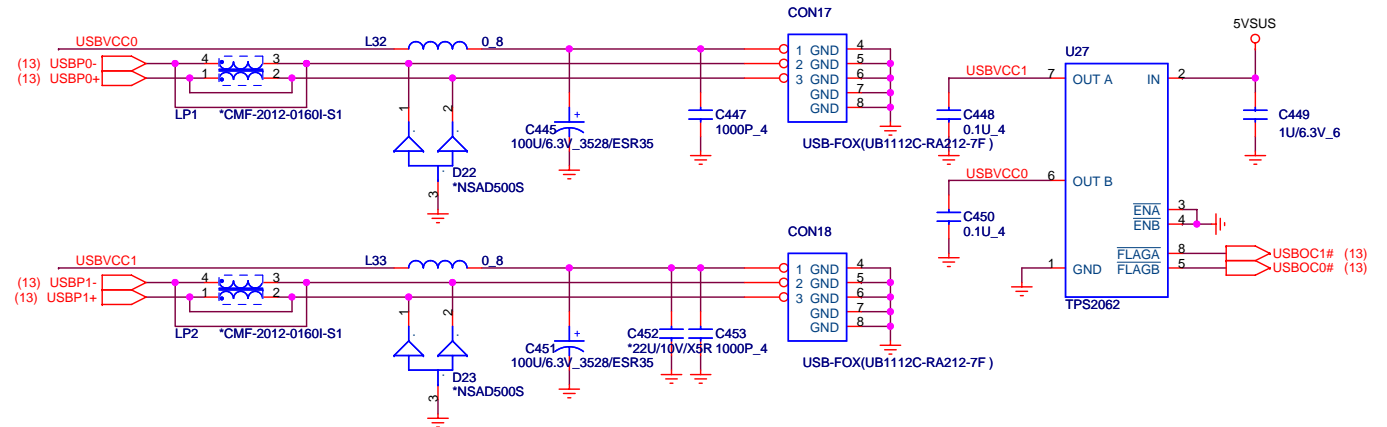 CON17
5VSUS
USBVCC0 L32 0_8 U27
(13) USBP0- 4 3 1 GND 4
(13) USBP0+ 1 2 2 GND 5
3 GND 6
GND 7
GND 8
USBVCC1 7 OUT A IN 2
LP1 *CMF-2012-0160I-S1
1 2
C445 +
100U/6.3V_3528/ESR35
C447
1000P_4
C448
0.1U_4
C449
1U/6.3V_6
USB-FOX(UB1112C-RA212-7F )
D22
*NSAD500S
3
USBVCC0 6 OUT B
C450
0.1U_4
ENA 3
ENB 4
FLAGA 8 USBOC1# (13)
FLAGB 5 USBOC0# (13)
1 GND
TPS2062
CON18
USBVCC1 L33 0_8
(13) USBP1- 4 3 1 GND 4
(13) USBP1+ 1 2 2 GND 5
3 GND 6
GND 7
GND 8
LP2 *CMF-2012-0160I-S1
1 2
C451 +
100U/6.3V_3528/ESR35
C452
*22U/10V/X5R
C453
1000P_4
USB-FOX(UB1112C-RA212-7F )
D23
*NSAD500S
3